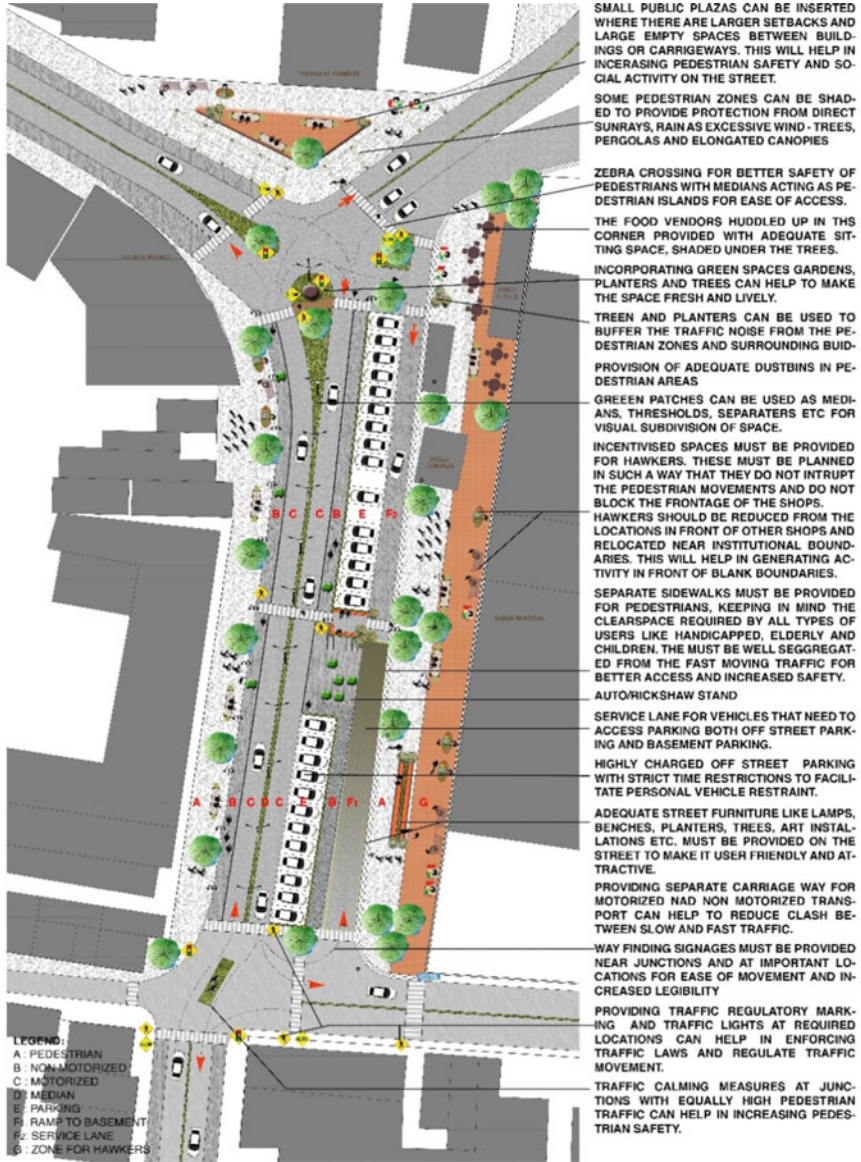 SMALL PUBLIC PLAZAS CAN BE INSERTED
WHERE THERE ARE LARGER SETBACKS AND
LARGE EMPTY SPACES BETWEEN BUILD-
INGS OR CARRIGEWAYS. THIS WILL HELP IN
INCERASING PEDESTRIAN SAFETY AND SO-
CIAL ACTIVITY ON THE STREET.
SOME PEDESTRIAN ZONES CAN BE SHAD-
ED TO PROVIDE PROTECTION FROM DIRECT
SUNRAYS, RAIN AS EXCESSIVE WIND - TREES,
PERGOLAS AND ELONGATED CANOPIES
ZEBRA CROSSING FOR BETTER SAFETY OF
PEDESTRIANS WITH MEDIANS ACTING AS PE-
DESTRIAN ISLANDS FOR EASE OF ACCESS.
THE FOOD VENDORS HUDDLED UP IN THS
CORNER PROVIDED WITH ADEQUATE SIT-
TING SPACE, SHADED UNDER THE TREES.
INCORPORATING GREEN SPACES GARDENS,
PLANTERS AND TREES CAN HELP TO MAKE
THE SPACE FRESH AND LIVELY.
TREEN AND PLANTERS CAN BE USED TO
BUFFER THE TRAFFIC NOISE FROM THE PE-
DESTRIAN ZONES AND SURROUNDING BUID-
PROVISION OF ADEQUATE DUSTBINS IN PE-
DESTRIAN AREAS
GREEEN PATCHES CAN BE USED AS MEDI-
ANS, THRESHOLDS, SEPARATERS ETC FOR
VISUAL SUBDIVISION OF SPACE.
INCENTIVISED SPACES MUST BE PROVIDED
FOR HAWKERS. THESE MUST BE PLANNED
IN SUCH A WAY THAT THEY DO NOT INTRUPT
THE PEDESTRIAN MOVEMENTS AND DO NOT
BLOCK THE FRONTAGE OF THE SHOPS.
HAWKERS SHOULD BE REDUCED FROM THE
LOCATIONS IN FRONT OF OTHER SHOPS AND
RELOCATED NEAR INSTITUTIONAL BOUND-
ARIES. THIS WILL HELP IN GENERATING AC-
TIVITY IN FRONT OF BLANK BOUNDARIES.
SEPARATE SIDEWALKS MUST BE PROVIDED
FOR PEDESTRIANS, KEEPING IN MIND THE
CLEARSPACE REQUIRED BY ALL TYPES OF
USERS LIKE HANDICAPPED, ELDERLY AND
CHILDREN. THE MUST BE WELL SEGGREGAT-
ED FROM THE FAST MOVING TRAFFIC FOR
BETTER ACCESS AND INCREASED SAFETY.
AUTO/RICKSHAW STAND
SERVICE LANE FOR VEHICLES THAT NEED TO
ACCESS PARKING BOTH OFF STREET PARK-
ING AND BASEMENT PARKING.
HIGHLY CHARGED OFF STREET PARKING
WITH STRICT TIME RESTRICTIONS TO FACILI-
TATE PERSONAL VEHICLE RESTRAINT.
ADEQUATE STREET FURNITURE LIKE LAMPS,
BENCHES, PLANTERS, TREES, ART INSTAL-
LATIONS ETC. MUST BE PROVIDED ON THE
STREET TO MAKE IT USER FRIENDLY AND AT-
TRACTIVE.
PROVIDING SEPARATE CARRIAGE WAY FOR
MOTORIZED NAD NON MOTORIZED TRANS-
PORT CAN HELP TO REDUCE CLASH BE-
TWEEN SLOW AND FAST TRAFFIC.
WAY FINDING SIGNAGES MUST BE PROVIDED
NEAR JUNCTIONS AND AT IMPORTANT LO-
CATIONS FOR EASE OF MOVEMENT AND IN-
CREASED LEGIBILITY
PROVIDING TRAFFIC REGULATORY MARK-
ING AND TRAFFIC LIGHTS AT REQUIRED
LOCATIONS CAN HELP IN ENFORCING
TRAFFIC LAWS AND REGULATE TRAFFIC
MOVEMENT.
TRAFFIC CALMING MEASURES AT JUNC-
TIONS WITH EQUALLY HIGH PEDESTRIAN
TRAFFIC CAN HELP IN INCREASING PEDES-
TRIAN SAFETY.
B C C B E F2
A B C D C E B F1 A G
LEGEND:
A : PEDESTRIAN
B : NON MOTORIZED
C : MOTORIZED
D : MEDIAN
E : PARKING
F1: RAMP TO BASEMENT
F2: SERVICE LANE
G : ZONE FOR HAWKERS